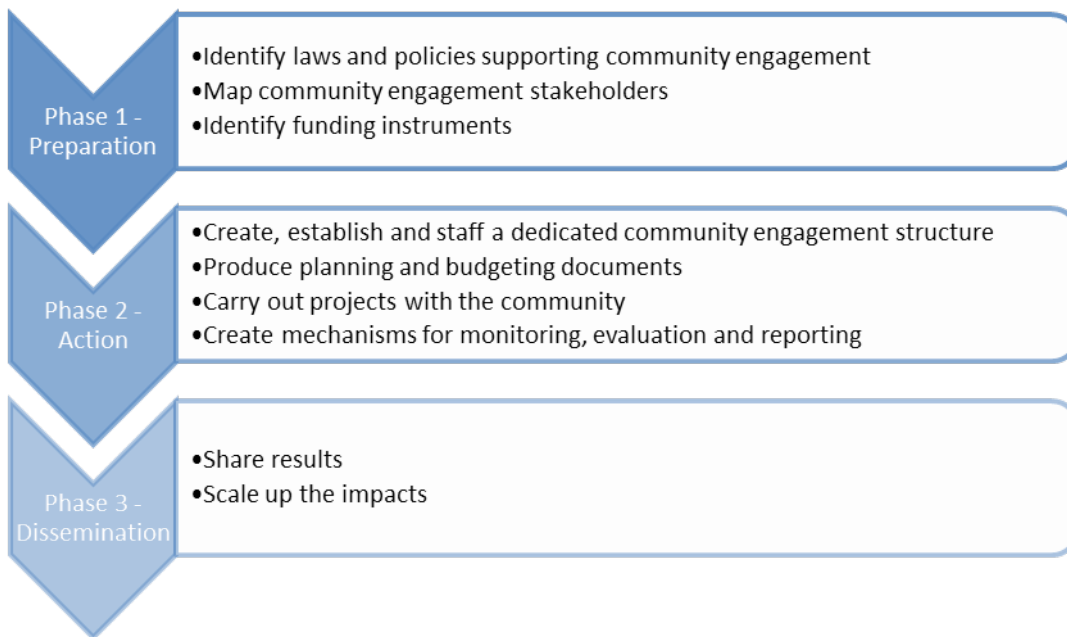 Phase 1 -
Preparation
•Identify laws and policies supporting community engagement
•Map community engagement stakeholders
•Identify funding instruments
Phase 2 -
Action
•Create, establish and staff a dedicated community engagement structure
•Produce planning and budgeting documents
•Carry out projects with the community
•Create mechanisms for monitoring, evaluation and reporting
Phase 3 -
Dissemination
•Share results
•Scale up the impacts